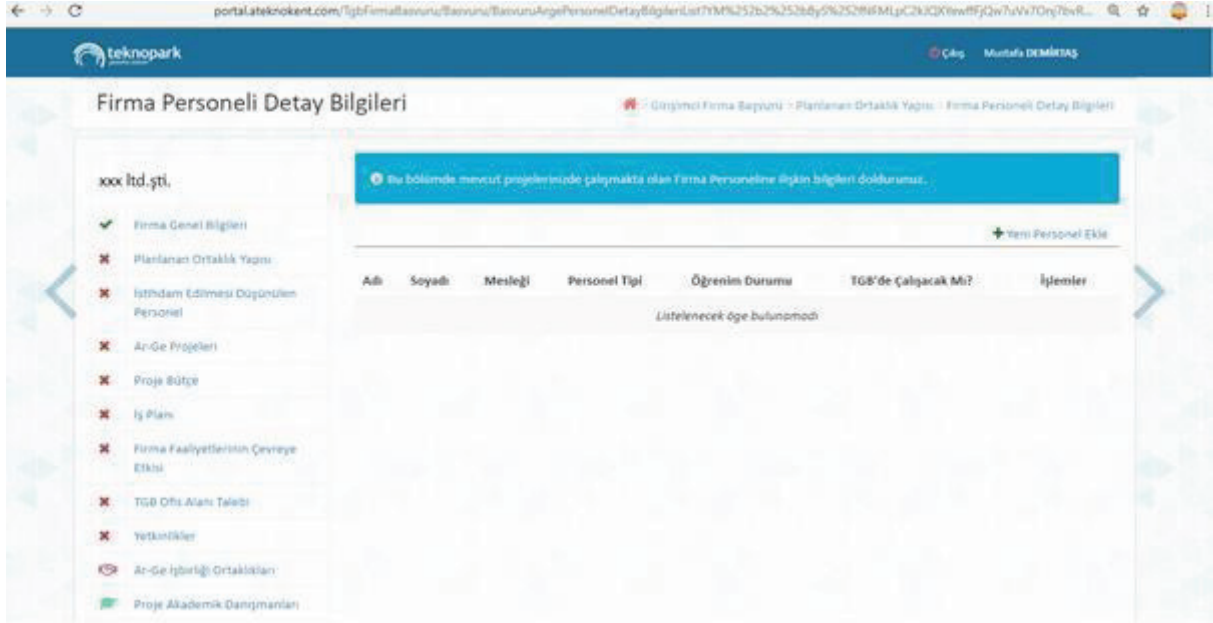 teknopark
Çıkış Mustafa DEMİRTAŞ
Firma Personeli Detay Bilgileri
Girişimci Firma Başvuru > Planlanan Ortaklık Yapısı > Firma Personeli Detay Bilgileri
xxx ltd.şti.
Bu bölümde mevcut projelerinizde çalışmakta olan Firma Personeline ilişkin bilgileri doldurunuz.
Firma Genel Bilgileri
Yeni Personel Ekle
Planlanan Ortaklık Yapısı
İstihdam Edilmesi Düşünülen
Personel
Adı Soyadı Mesleği Personel Tipi Öğrenim Durumu TGB'de Çalışacak Mı? İşlemler
Listelenecek öge bulunamadı
Ar-Ge Projeleri
Proje Bütçe
İş Planı
Firma Faaliyetlerinin Çevreye
Etkisi
TGB Ofis Alanı Talebi
Yetkinlikler
Ar-Ge İşbirliği Ortaklıkları
Proje Akademik Danışmanları